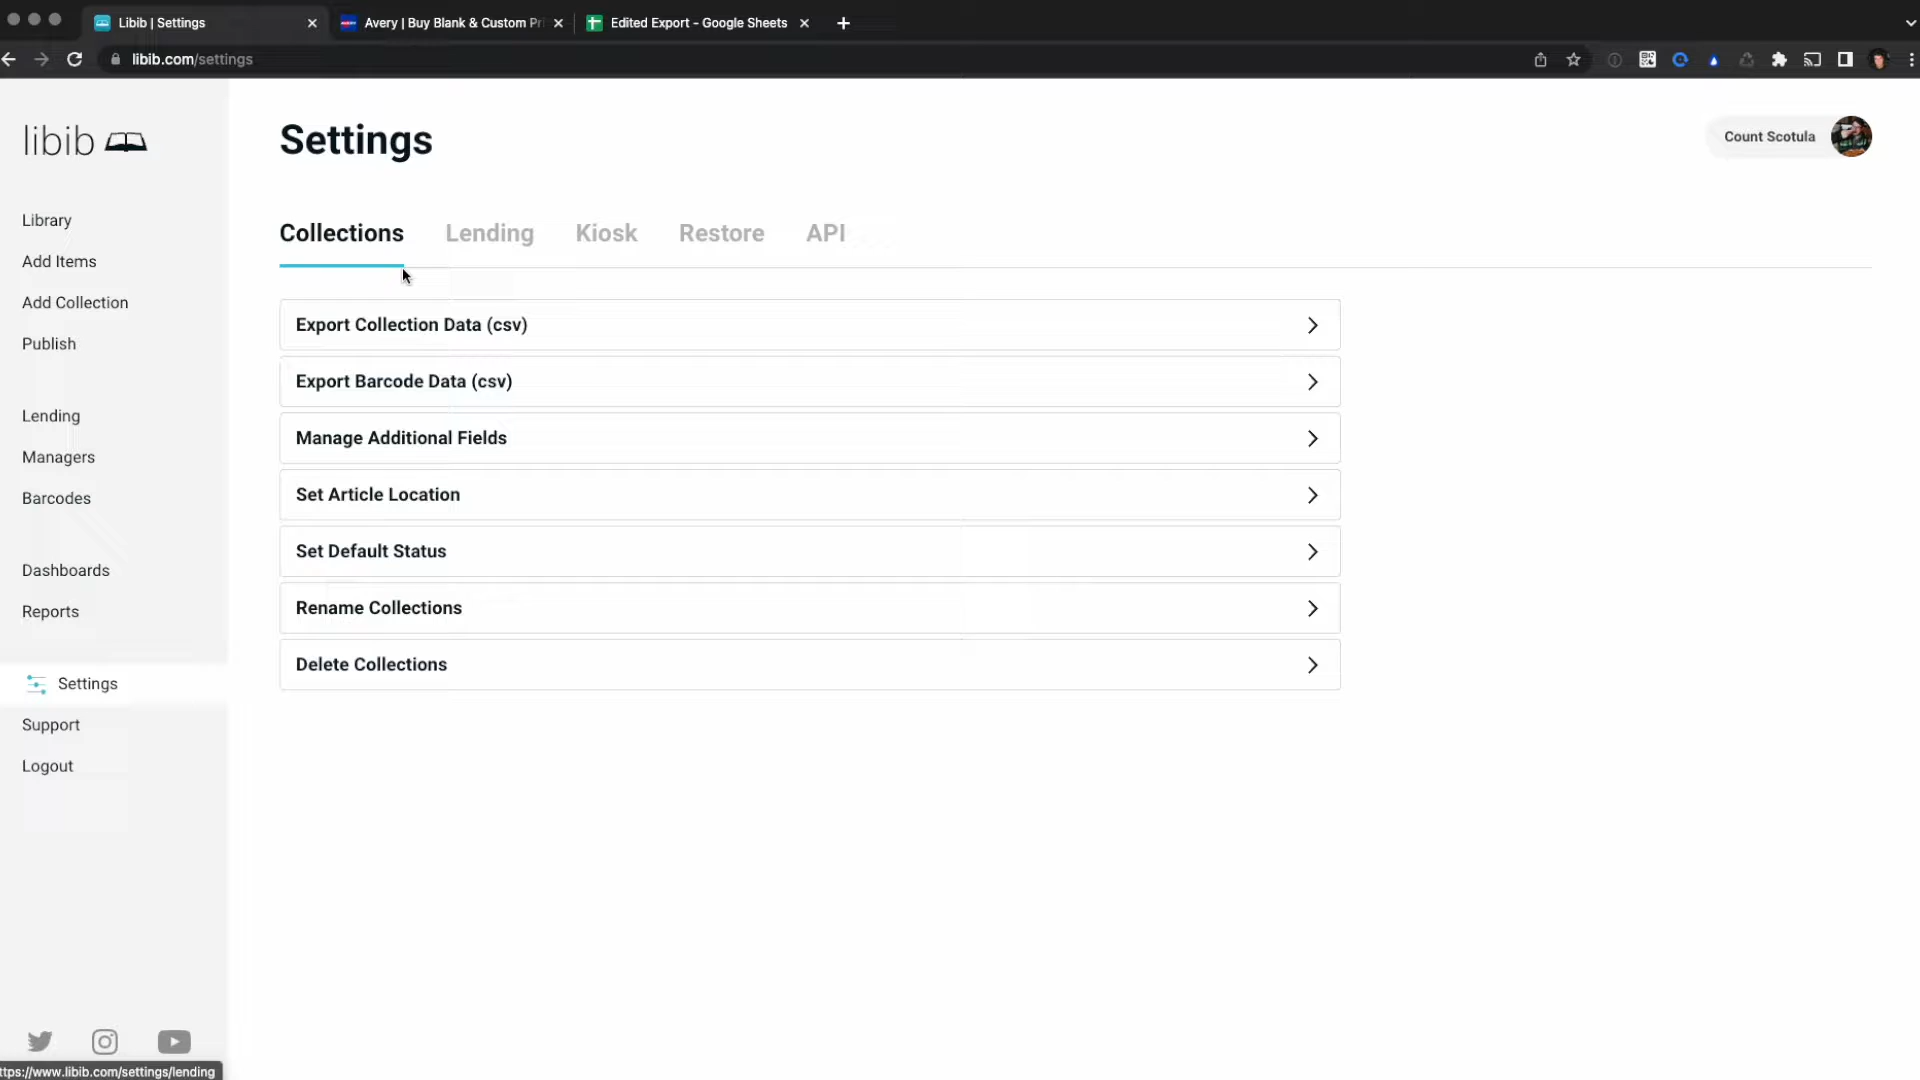 Libib | Settings
Avery | Buy Blank & Custom Pri
Edited Export - Google Sheets
libib.com/settings
libib
Settings
Count Scotula
Collections
Lending
Kiosk
Restore
API
Library
Add Items
Add Collection
Publish
Lending
Managers
Barcodes
Dashboards
Reports
Settings
Support
Logout
Export Collection Data (csv)
Export Barcode Data (csv)
Manage Additional Fields
Set Article Location
Set Default Status
Rename Collections
Delete Collections
ttps://www.libib.com/settings/lending